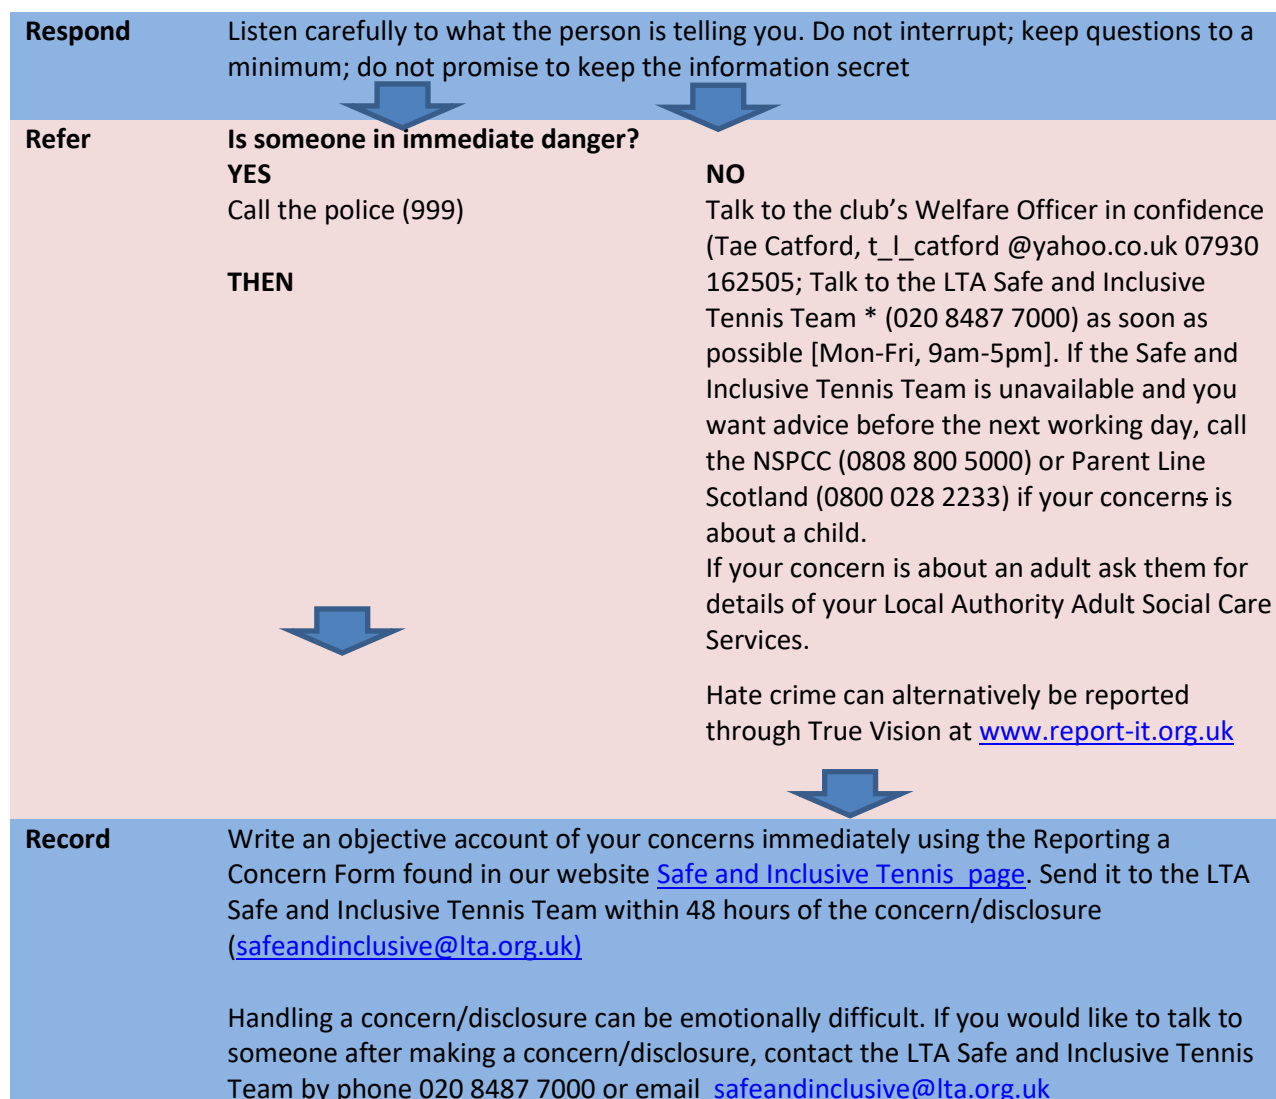 Respond
Listen carefully to what the person is telling you. Do not interrupt; keep questions to a
minimum; do not promise to keep the information secret
Refer
Is someone in immediate danger?
YES
Call the police (999)
THEN
NO
Talk to the club’s Welfare Officer in confidence
(Tae Catford, t_l_catford @yahoo.co.uk 07930
162505; Talk to the LTA Safe and Inclusive
Tennis Team * (020 8487 7000) as soon as
possible [Mon-Fri, 9am-5pm]. If the Safe and
Inclusive Tennis Team is unavailable and you
want advice before the next working day, call
the NSPCC (0808 800 5000) or Parent Line
Scotland (0800 028 2233) if your concerns is
about a child.
If your concern is about an adult ask them for
details of your Local Authority Adult Social Care
Services.
Hate crime can alternatively be reported
through True Vision at www.report-it.org.uk
Record
Write an objective account of your concerns immediately using the Reporting a
Concern Form found in our website Safe and Inclusive Tennis  page. Send it to the LTA
Safe and Inclusive Tennis Team within 48 hours of the concern/disclosure
(safeandinclusive@lta.org.uk)
Handling a concern/disclosure can be emotionally difficult. If you would like to talk to
someone after making a concern/disclosure, contact the LTA Safe and Inclusive Tennis
Team by phone 020 8487 7000 or email  safeandinclusive@lta.org.uk